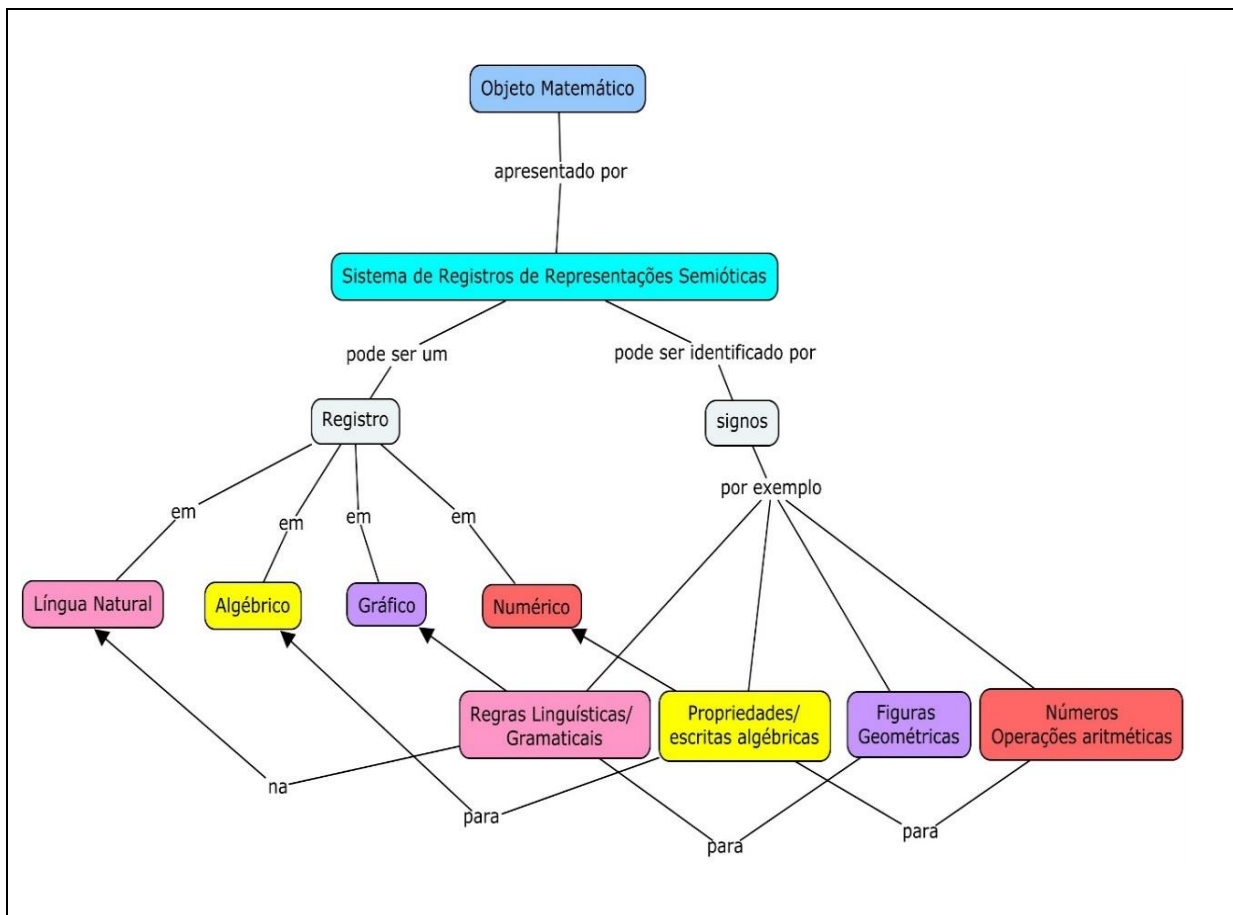 Objeto Matemático
apresentado por
Sistema de Registros de Representações Semióticas
pode ser um
pode ser identificado por
Registro
signos
por exemplo
em
em
em
em
Língua Natural
Algébrico
Gráfico
Numérico
Regras Linguísticas/
Gramaticais
Propriedades/
escritas algébricas
Figuras
Geométricas
Números
Operações aritméticas
na
para
para
para